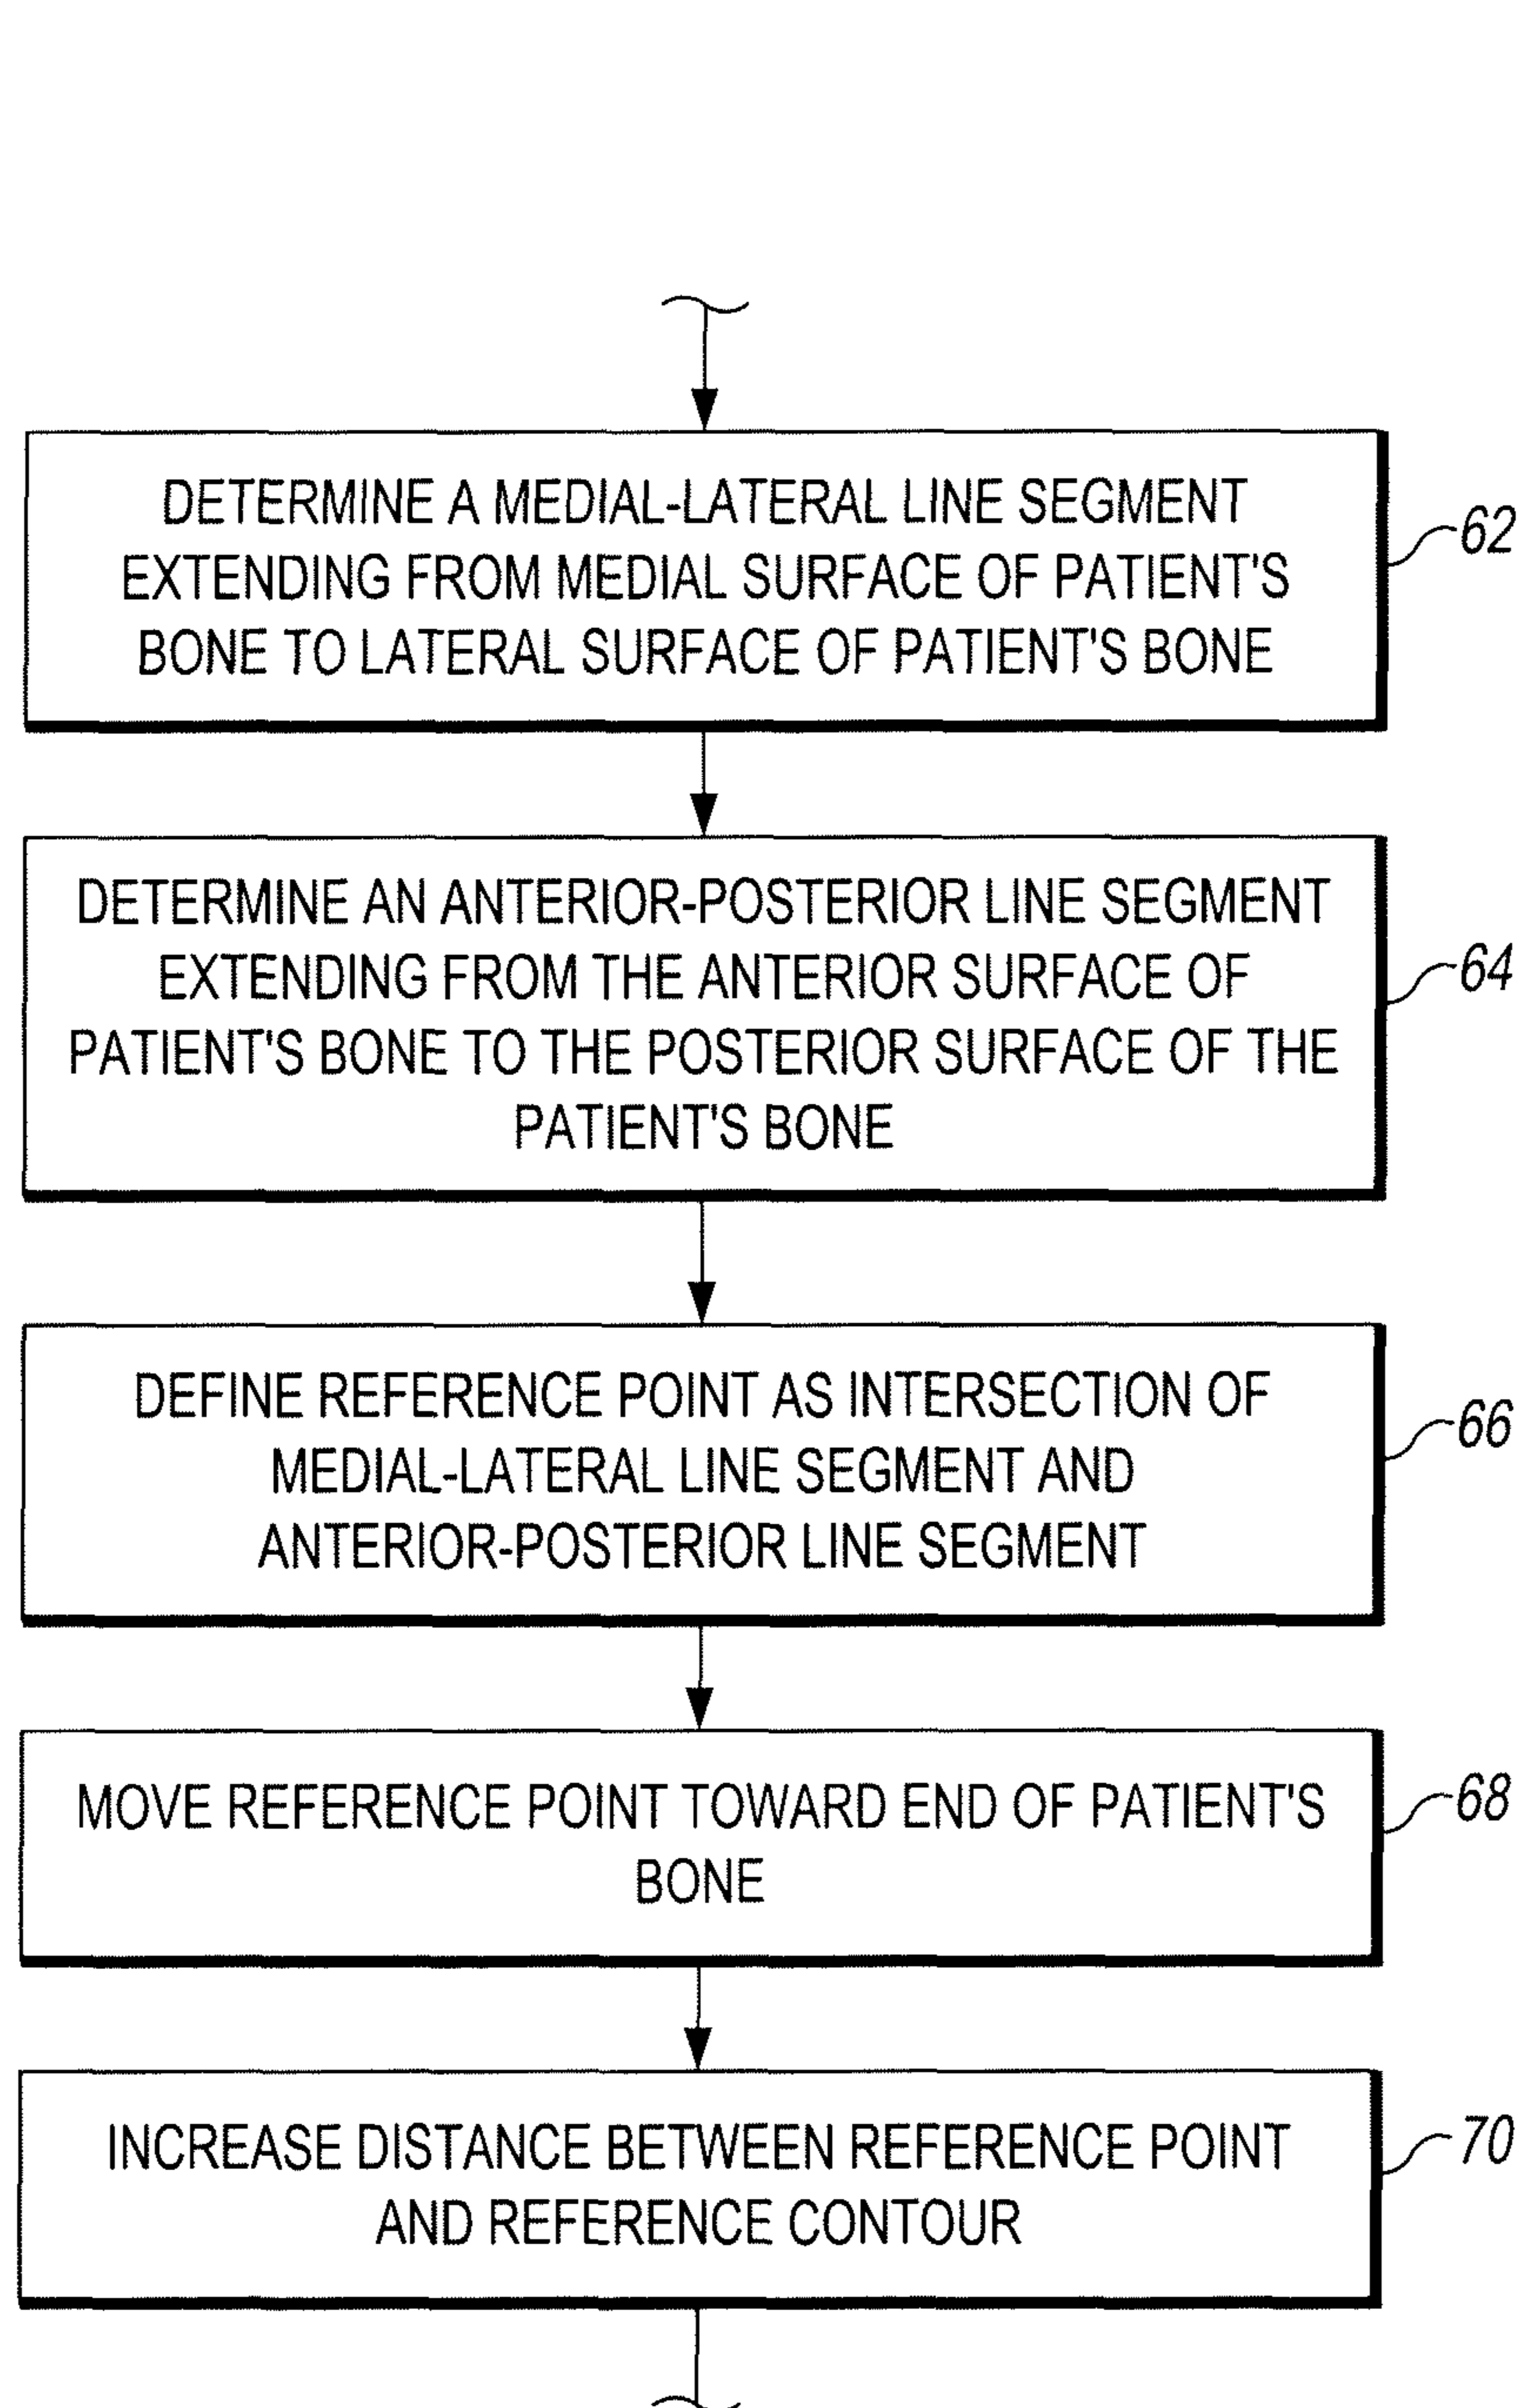 DETERMINE A MEDIAL-LATERAL LINE SEGMENT
EXTENDING FROM MEDIAL SURFACE OF PATIENT'S
BONE TO LATERAL SURFACE OF PATIENT'S BONE
62
DETERMINE AN ANTERIOR-POSTERIOR LINE SEGMENT
EXTENDING FROM THE ANTERIOR SURFACE OF
PATIENT'S BONE TO THE POSTERIOR SURFACE OF THE
PATIENT'S BONE
64
DEFINE REFERENCE POINT AS INTERSECTION OF
MEDIAL-LATERAL LINE SEGMENT AND
ANTERIOR-POSTERIOR LINE SEGMENT
66
MOVE REFERENCE POINT TOWARD END OF PATIENT'S
BONE
68
INCREASE DISTANCE BETWEEN REFERENCE POINT
AND REFERENCE CONTOUR
70